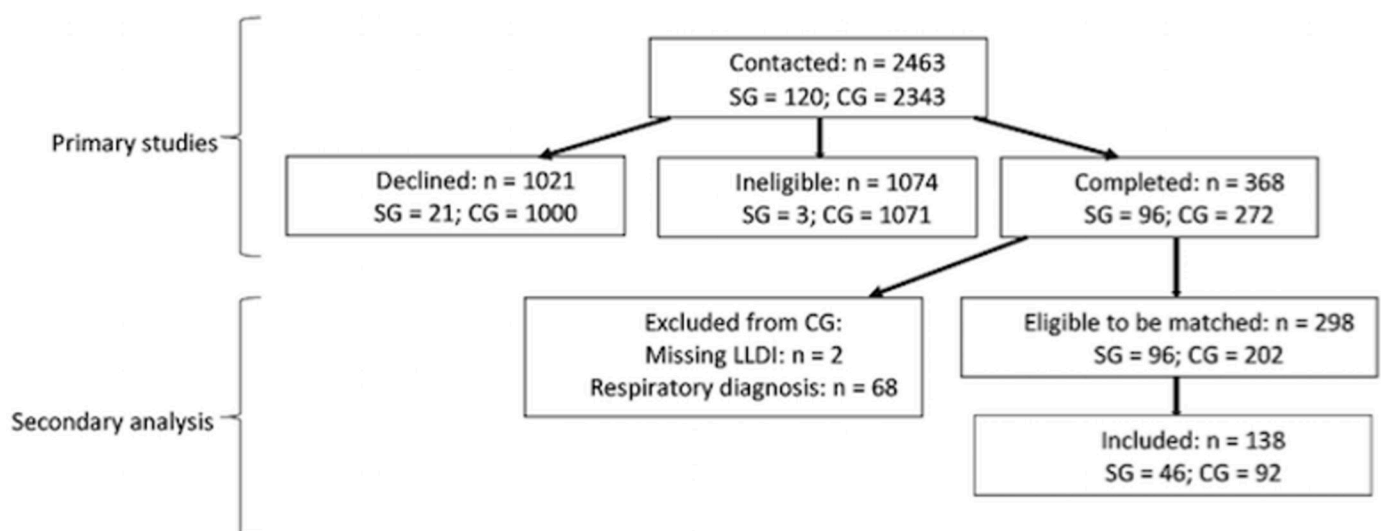 Contacted: n = 2463
SG = 120; CG = 2343
Primary studies
Declined: n = 1021
SG = 21; CG = 1000
Ineligible: n = 1074
SG = 3; CG = 1071
Completed: n = 368
SG = 96; CG = 272
Excluded from CG:
Missing LLDI: n = 2
Respiratory diagnosis: n = 68
Eligible to be matched: n = 298
SG = 96; CG = 202
Secondary analysis
Included: n = 138
SG = 46; CG = 92